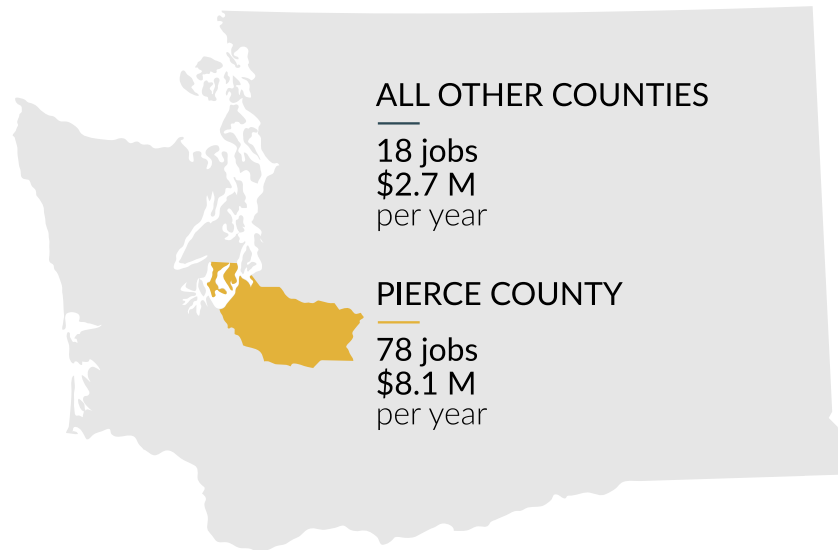 ALL OTHER COUNTIES
18 jobs
$2.7 M
per year
PIERCE COUNTY
78 jobs
$8.1 M
per year